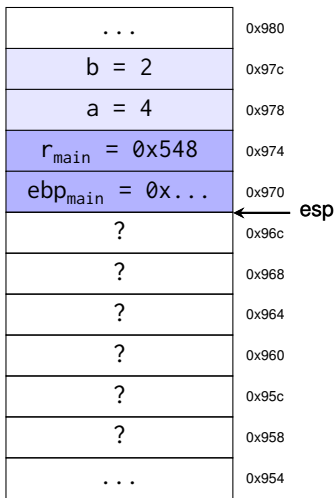 ... 0x980
b = 2 0x97c
a = 4 0x978
r_main = 0x548 0x974
ebp_main = 0x... 0x970
esp
? 0x96c
? 0x968
? 0x964
? 0x960
? 0x95c
? 0x958
... 0x954